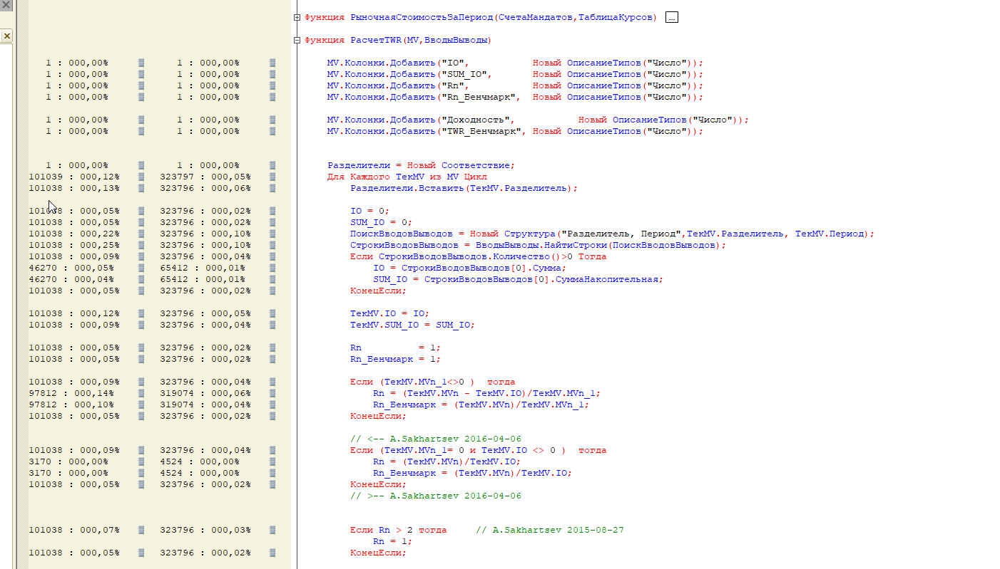 Функция РыночнаяСтоимостьЗаПериод(СчетаМандатов,ТаблицаКурсов) ...
Функция РасчетTWR(MV,ВводыВыводы)
1 : 000,00% 1 : 000,00% MV.Колонки.Добавить("IO", Новый ОписаниеТипов("Число"));
1 : 000,00% 1 : 000,00% MV.Колонки.Добавить("SUM_IO", Новый ОписаниеТипов("Число"));
1 : 000,00% 1 : 000,00% MV.Колонки.Добавить("Rn", Новый ОписаниеТипов("Число"));
1 : 000,00% 1 : 000,00% MV.Колонки.Добавить("Rn_Бенчмарк", Новый ОписаниеТипов("Число"));
1 : 000,00% 1 : 000,00% MV.Колонки.Добавить("Доходность", Новый ОписаниеТипов("Число"));
1 : 000,00% 1 : 000,00% MV.Колонки.Добавить("TWR_Бенчмарк", Новый ОписаниеТипов("Число"));
1 : 000,00% 1 : 000,00% Разделители = Новый Соответствие;
101039 : 000,12% 323797 : 000,05% Для Каждого ТекMV из MV Цикл
101038 : 000,13% 323796 : 000,06% Разделители.Вставить(ТекMV.Разделитель);
101038 : 000,05% 323796 : 000,02% IO = 0;
101038 : 000,05% 323796 : 000,02% SUM_IO = 0;
101038 : 000,22% 323796 : 000,10% ПоискВводовВыводов = Новый Структура("Разделитель, Период",ТекMV.Разделитель, ТекMV.Период);
101038 : 000,25% 323796 : 000,10% СтрокиВводовВыводов = ВводыВыводы.НайтиСтроки(ПоискВводовВыводов);
101038 : 000,09% 323796 : 000,04% Если СтрокиВводовВыводов.Количество()>0 Тогда
46270 : 000,05% 65412 : 000,01% IO = СтрокиВводовВыводов[0].Сумма;
46270 : 000,04% 65412 : 000,01% SUM_IO = СтрокиВводовВыводов[0].СуммаНакопительная;
101038 : 000,05% 323796 : 000,02% КонецЕсли;
101038 : 000,12% 323796 : 000,05% ТекMV.IO = IO;
101038 : 000,09% 323796 : 000,04% ТекMV.SUM_IO = SUM_IO;
101038 : 000,05% 323796 : 000,02% Rn = 1;
101038 : 000,05% 323796 : 000,02% Rn_Бенчмарк = 1;
101038 : 000,09% 323796 : 000,04% Если (ТекMV.MVn_1<>0 ) тогда
97812 : 000,14% 319074 : 000,06% Rn = (ТекMV.MVn - ТекMV.IO)/ТекMV.MVn_1;
97812 : 000,10% 319074 : 000,04% Rn_Бенчмарк = (ТекMV.MVn)/ТекMV.MVn_1;
101038 : 000,05% 323796 : 000,02% КонецЕсли;
// <-- A.Sakhartsev 2016-04-06
101038 : 000,09% 323796 : 000,04% Если (ТекMV.MVn_1= 0 и ТекMV.IO <> 0 ) тогда
3170 : 000,00% 4524 : 000,00% Rn = (ТекMV.MVn)/ТекMV.IO;
3170 : 000,00% 4524 : 000,00% Rn_Бенчмарк = (ТекMV.MVn)/ТекMV.IO;
101038 : 000,05% 323796 : 000,02% КонецЕсли;
// >-- A.Sakhartsev 2016-04-06
101038 : 000,07% 323796 : 000,03% Если Rn > 2 тогда // A.Sakhartsev 2015-08-27
Rn = 1;
101038 : 000,05% 323796 : 000,02% КонецЕсли;